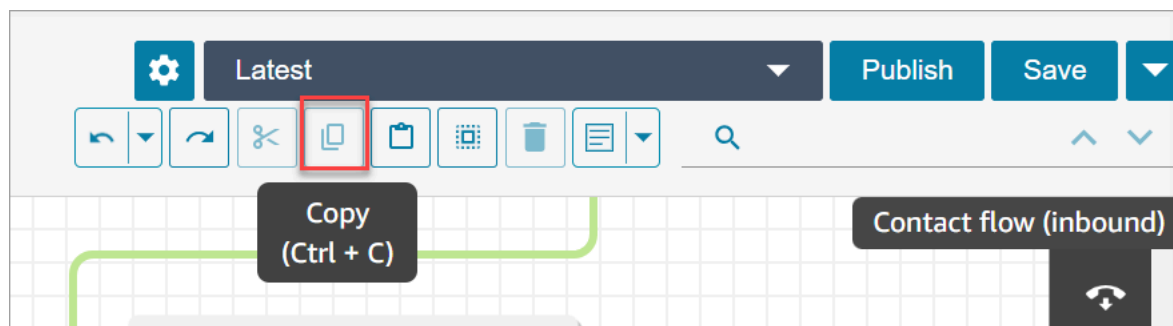 Latest
Publish
Save
Copy
(Ctrl + C)
Contact flow (inbound)